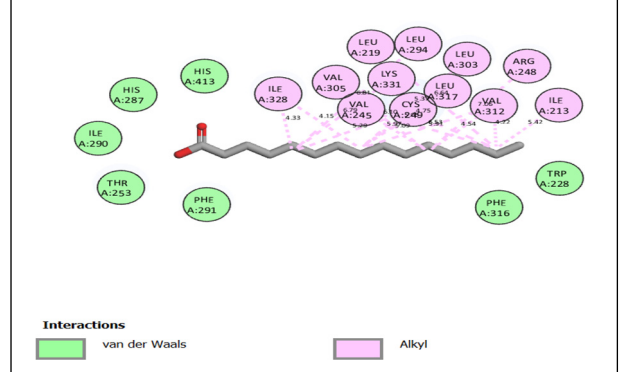 LEU
A:219
LEU
A:294
LEU
A:303
ARG
A:248
HIS
A:413
VAL
A:305
LYS
A:331
HIS
A:287
ILE
A:328
LEU
A:317
VAL
A:312
ILE
A:213
VAL
A:245
CYS
A:249
4.33
4.15
4.54
4.22
5.42
ILE
A:290
THR
A:253
PHE
A:291
TRP
A:228
PHE
A:316
Interactions
van der Waals
Alkyl